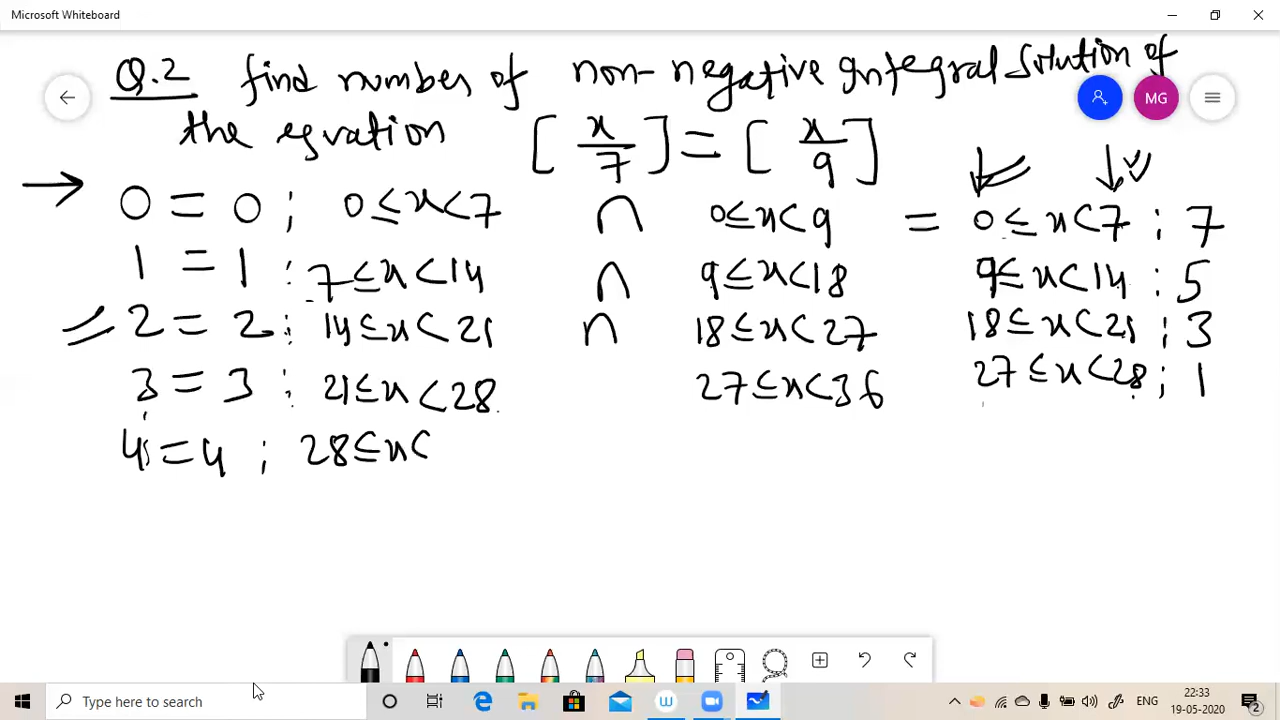 Microsoft Whiteboard
Q.2 find number of non-negative Integral Solution of
the eqvation [ x/7 ] = [ x/9 ]
MG
→ 0 = 0 ; 0 ≤ x < 7 ∩ 0 ≤ x < 9 = 0 ≤ x < 7 ; 7
1 = 1 : 7 ≤ x < 14 ∩ 9 ≤ x < 18 9 ≤ x < 14 : 5
2 = 2 : 14 ≤ x < 21 ∩ 18 ≤ x < 27 18 ≤ x < 21 ; 3
3 = 3 : 21 ≤ x < 28 27 ≤ x < 36 27 ≤ x < 28 ; 1
4 = 4 ; 28 ≤ x <
Type here to search
ENG
22:33
19-05-2020
2